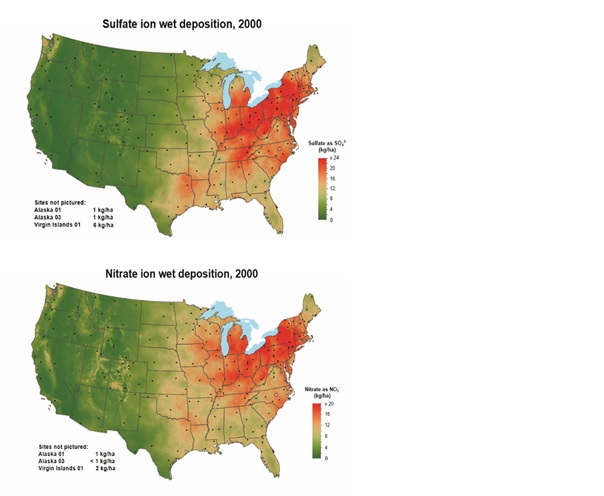 Sulfate ion wet deposition, 2000
Sulfate as SO₄²⁻
(kg/ha)
≥ 24
20
16
12
8
4
0
Sites not pictured:
Alaska 01 1 kg/ha
Alaska 03 1 kg/ha
Virgin Islands 01 6 kg/ha
Nitrate ion wet deposition, 2000
Nitrate as NO₃⁻
(kg/ha)
≥ 20
16
12
8
4
0
Sites not pictured:
Alaska 01 1 kg/ha
Alaska 03 < 1 kg/ha
Virgin Islands 01 2 kg/ha